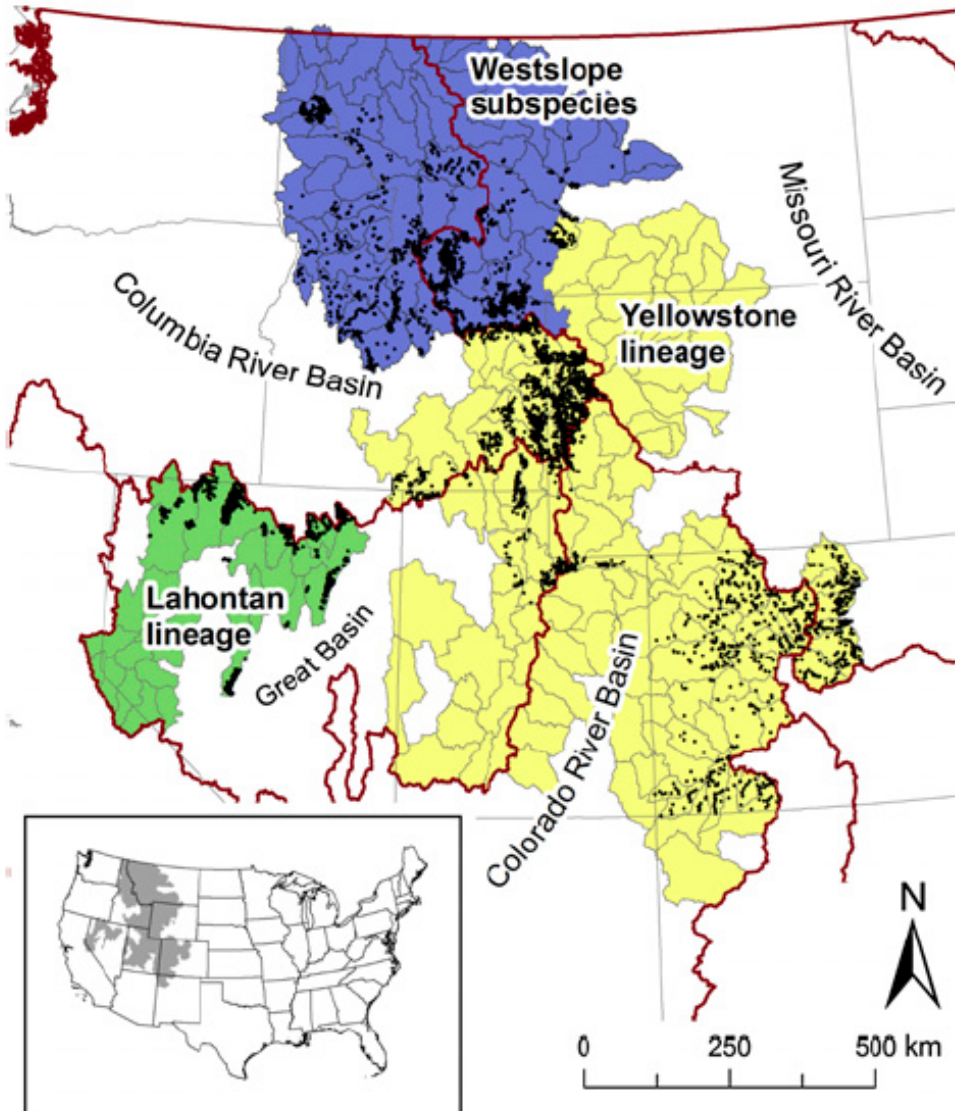 Westslope
subspecies
Missouri River Basin
Columbia River Basin
Yellowstone
lineage
Lahontan
lineage
Great Basin
Colorado River Basin
N
0 250 500 km